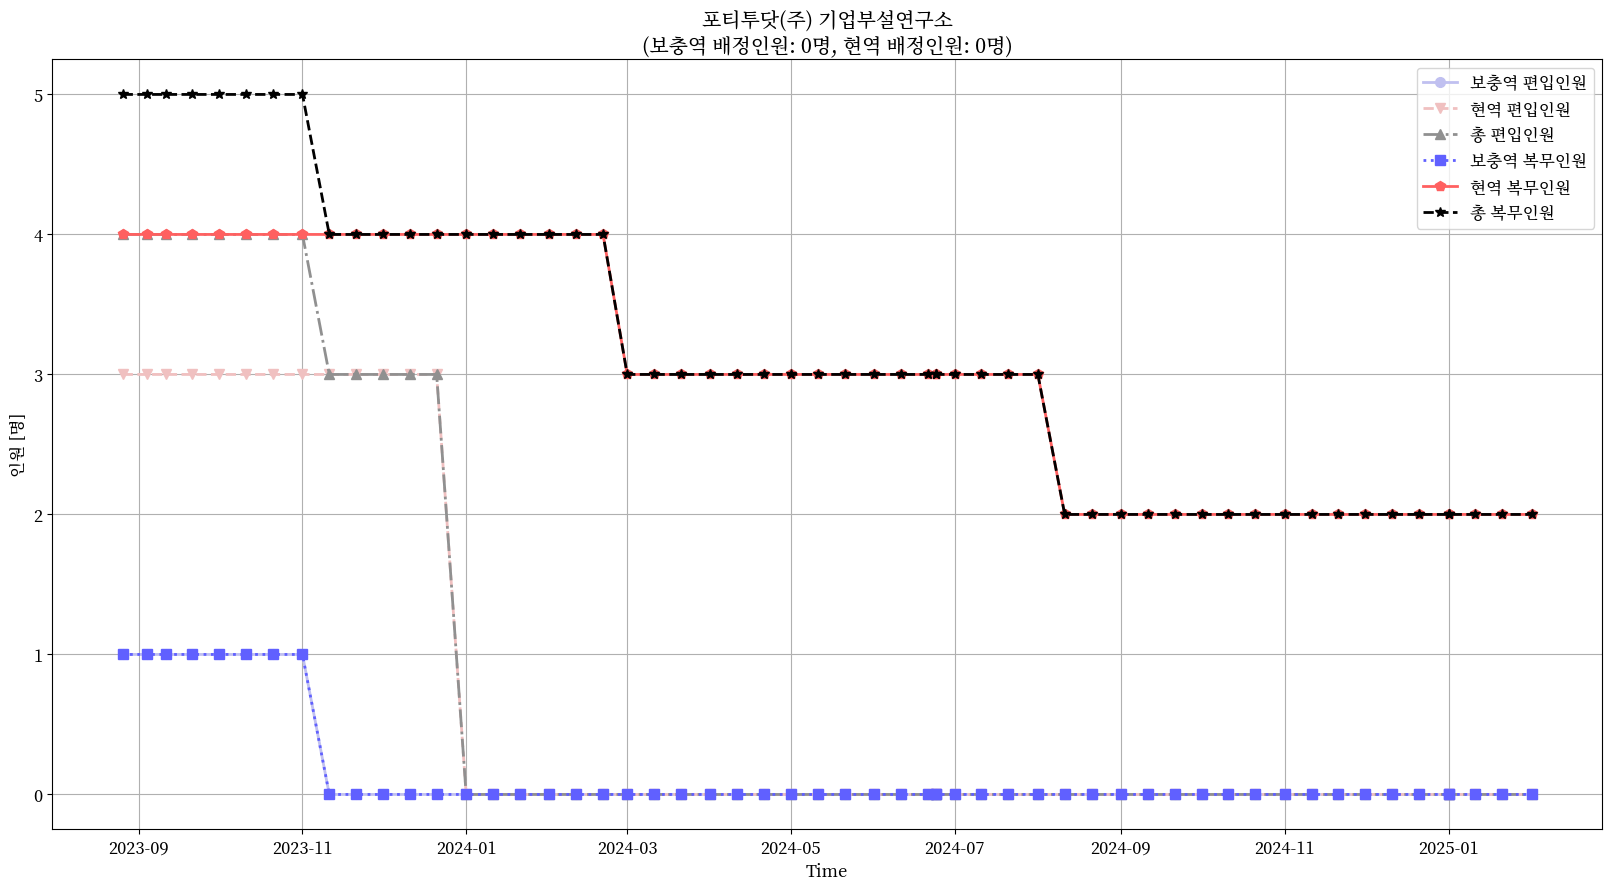 포티투닷(주) 기업부설연구소
(보충역 배정인원: 0명, 현역 배정인원: 0명)
보충역 편입인원
현역 편입인원
총 편입인원
보충역 복무인원
현역 복무인원
총 복무인원
인원 [명]
5
4
3
2
1
0
2023-09
2023-11
2024-01
2024-03
2024-05
2024-07
2024-09
2024-11
2025-01
Time